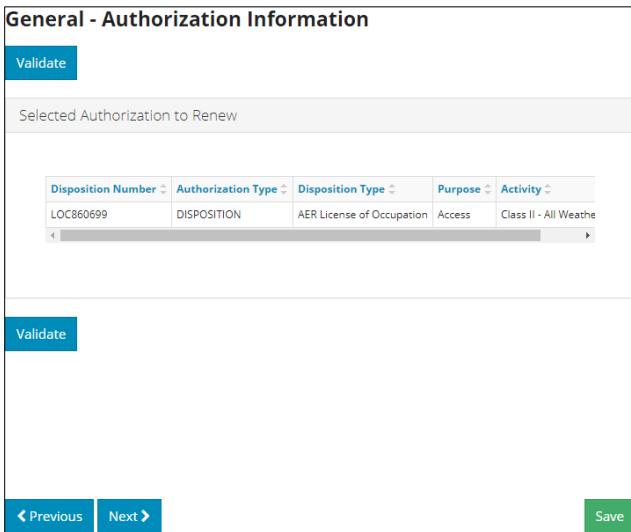 General - Authorization Information
Validate
Selected Authorization to Renew
Disposition Number Authorization Type Disposition Type Purpose Activity
LOC860699 DISPOSITION AER License of Occupation Access Class II - All Weathe
Validate
Previous Next Save